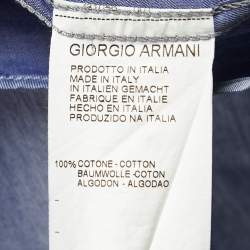 GIORGIO ARMANI
PRODOTTO IN ITALIA
MADE IN ITALY
IN ITALIEN GEMACHT
FABRIQUE EN ITALIE
HECHO EN ITALIA
PRODUZIDO NA ITALIA
100% COTONE - COTTON
BAUMWOLLE - COTON
ALGODON - ALGODAO